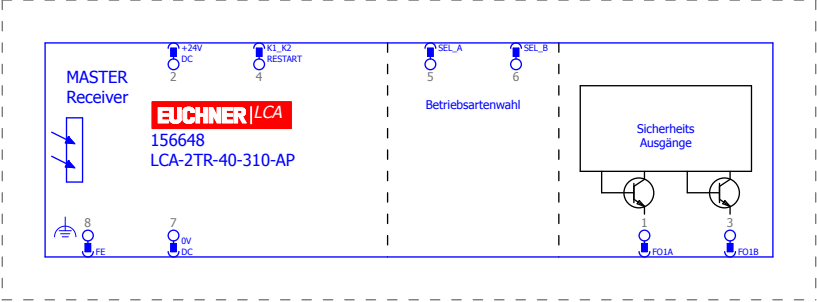 +24V
DC
2
K1_K2
RESTART
4
SEL_A
5
SEL_B
6
MASTER
Receiver
EUCHNER LCA
156648
LCA-2TR-40-310-AP
Betriebsartenwahl
Sicherheits
Ausgänge
8
FE
7
0V
DC
1
FO1A
3
FO1B